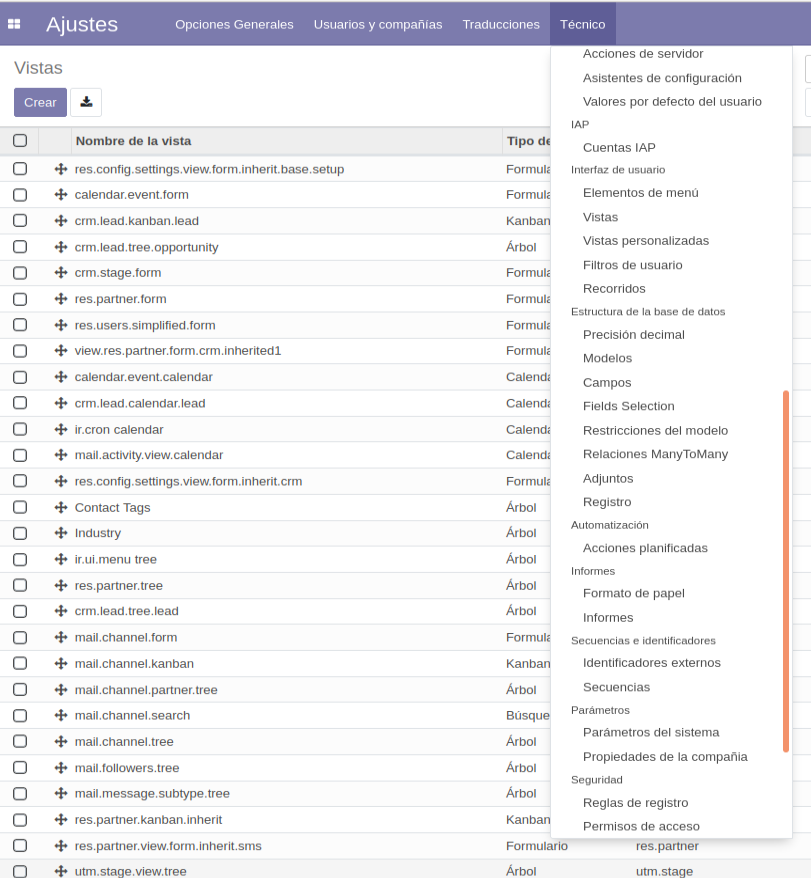 Ajustes Opciones Generales Usuarios y compañías Traducciones Técnico
Vistas
Crear
Nombre de la vista Tipo de
res.config.settings.view.form.inherit.base.setup Formula
calendar.event.form Formula
crm.lead.kanban.lead Kanban
crm.lead.tree.opportunity Árbol
crm.stage.form Formula
res.partner.form Formula
res.users.simplified.form Formula
view.res.partner.form.crm.inherited1 Formula
calendar.event.calendar Calenda
crm.lead.calendar.lead Calenda
ir.cron calendar Calenda
mail.activity.view.calendar Calenda
res.config.settings.view.form.inherit.crm Formula
Contact Tags Árbol
Industry Árbol
ir.ui.menu tree Árbol
res.partner.tree Árbol
crm.lead.tree.lead Árbol
mail.channel.form Formula
mail.channel.kanban Kanban
mail.channel.partner.tree Árbol
mail.channel.search Búsque
mail.channel.tree Árbol
mail.followers.tree Árbol
mail.message.subtype.tree Árbol
res.partner.kanban.inherit Kanban
res.partner.view.form.inherit.sms Formulario res.partner
utm.stage.view.tree Árbol utm.stage
Acciones de servidor
Asistentes de configuración
Valores por defecto del usuario
IAP
Cuentas IAP
Interfaz de usuario
Elementos de menú
Vistas
Vistas personalizadas
Filtros de usuario
Recorridos
Estructura de la base de datos
Precisión decimal
Modelos
Campos
Fields Selection
Restricciones del modelo
Relaciones ManyToMany
Adjuntos
Registro
Automatización
Acciones planificadas
Informes
Formato de papel
Informes
Secuencias e identificadores
Identificadores externos
Secuencias
Parámetros
Parámetros del sistema
Propiedades de la compañia
Seguridad
Reglas de registro
Permisos de acceso